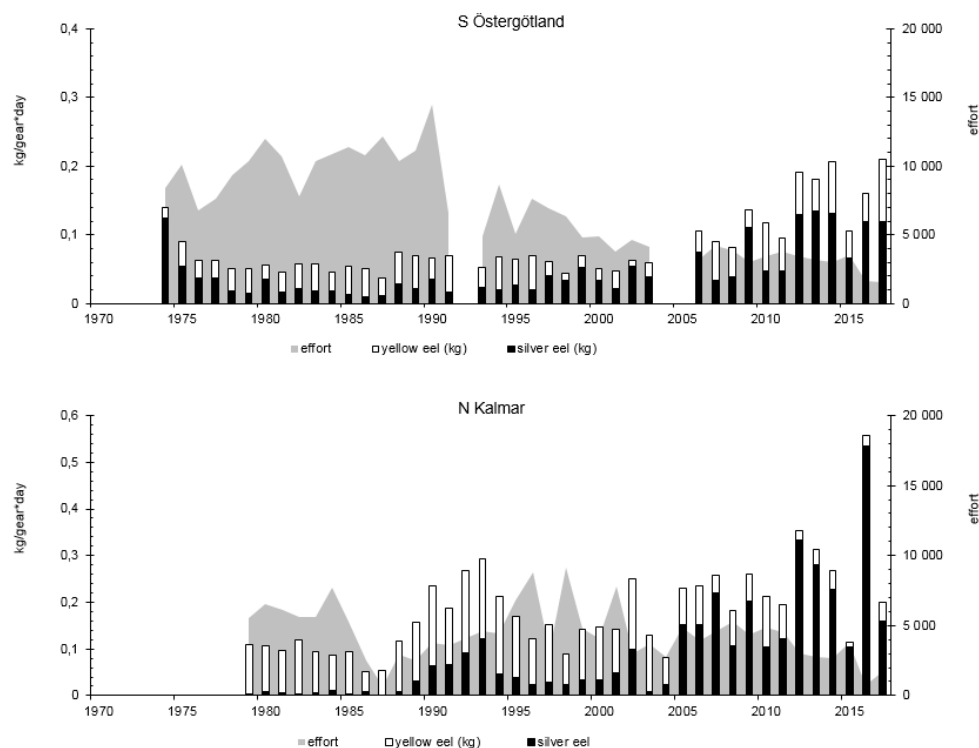 S Östergötland
0,4
0,3
0,2
0,1
0
kg/gear*day
20 000
15 000
10 000
5 000
0
effort
1970 1975 1980 1985 1990 1995 2000 2005 2010 2015
effort yellow eel (kg) silver eel (kg)
N Kalmar
0,6
0,5
0,4
0,3
0,2
0,1
0
kg/gear*day
20 000
15 000
10 000
5 000
0
effort
1970 1975 1980 1985 1990 1995 2000 2005 2010 2015
effort yellow eel (kg) silver eel